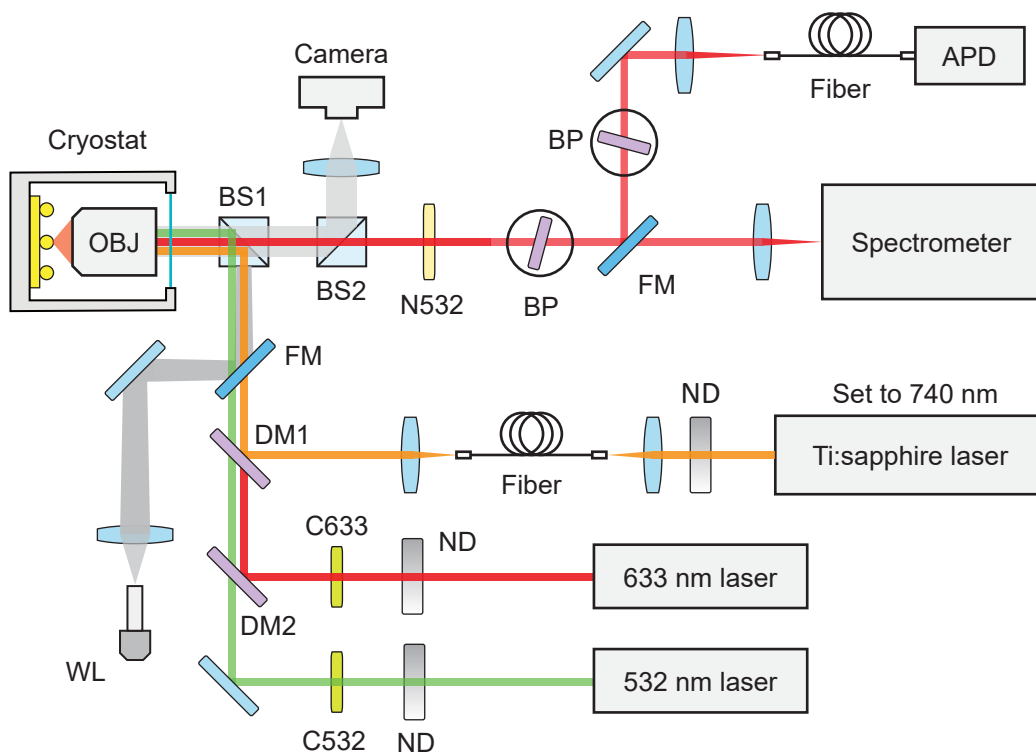 Camera
BP
Fiber
APD
Cryostat
BS1
OBJ
BS2
N532
BP
FM
Spectrometer
FM
DM1
ND
Set to 740 nm
Fiber
Ti:sapphire laser
C633
ND
633 nm laser
DM2
WL
C532
ND
532 nm laser